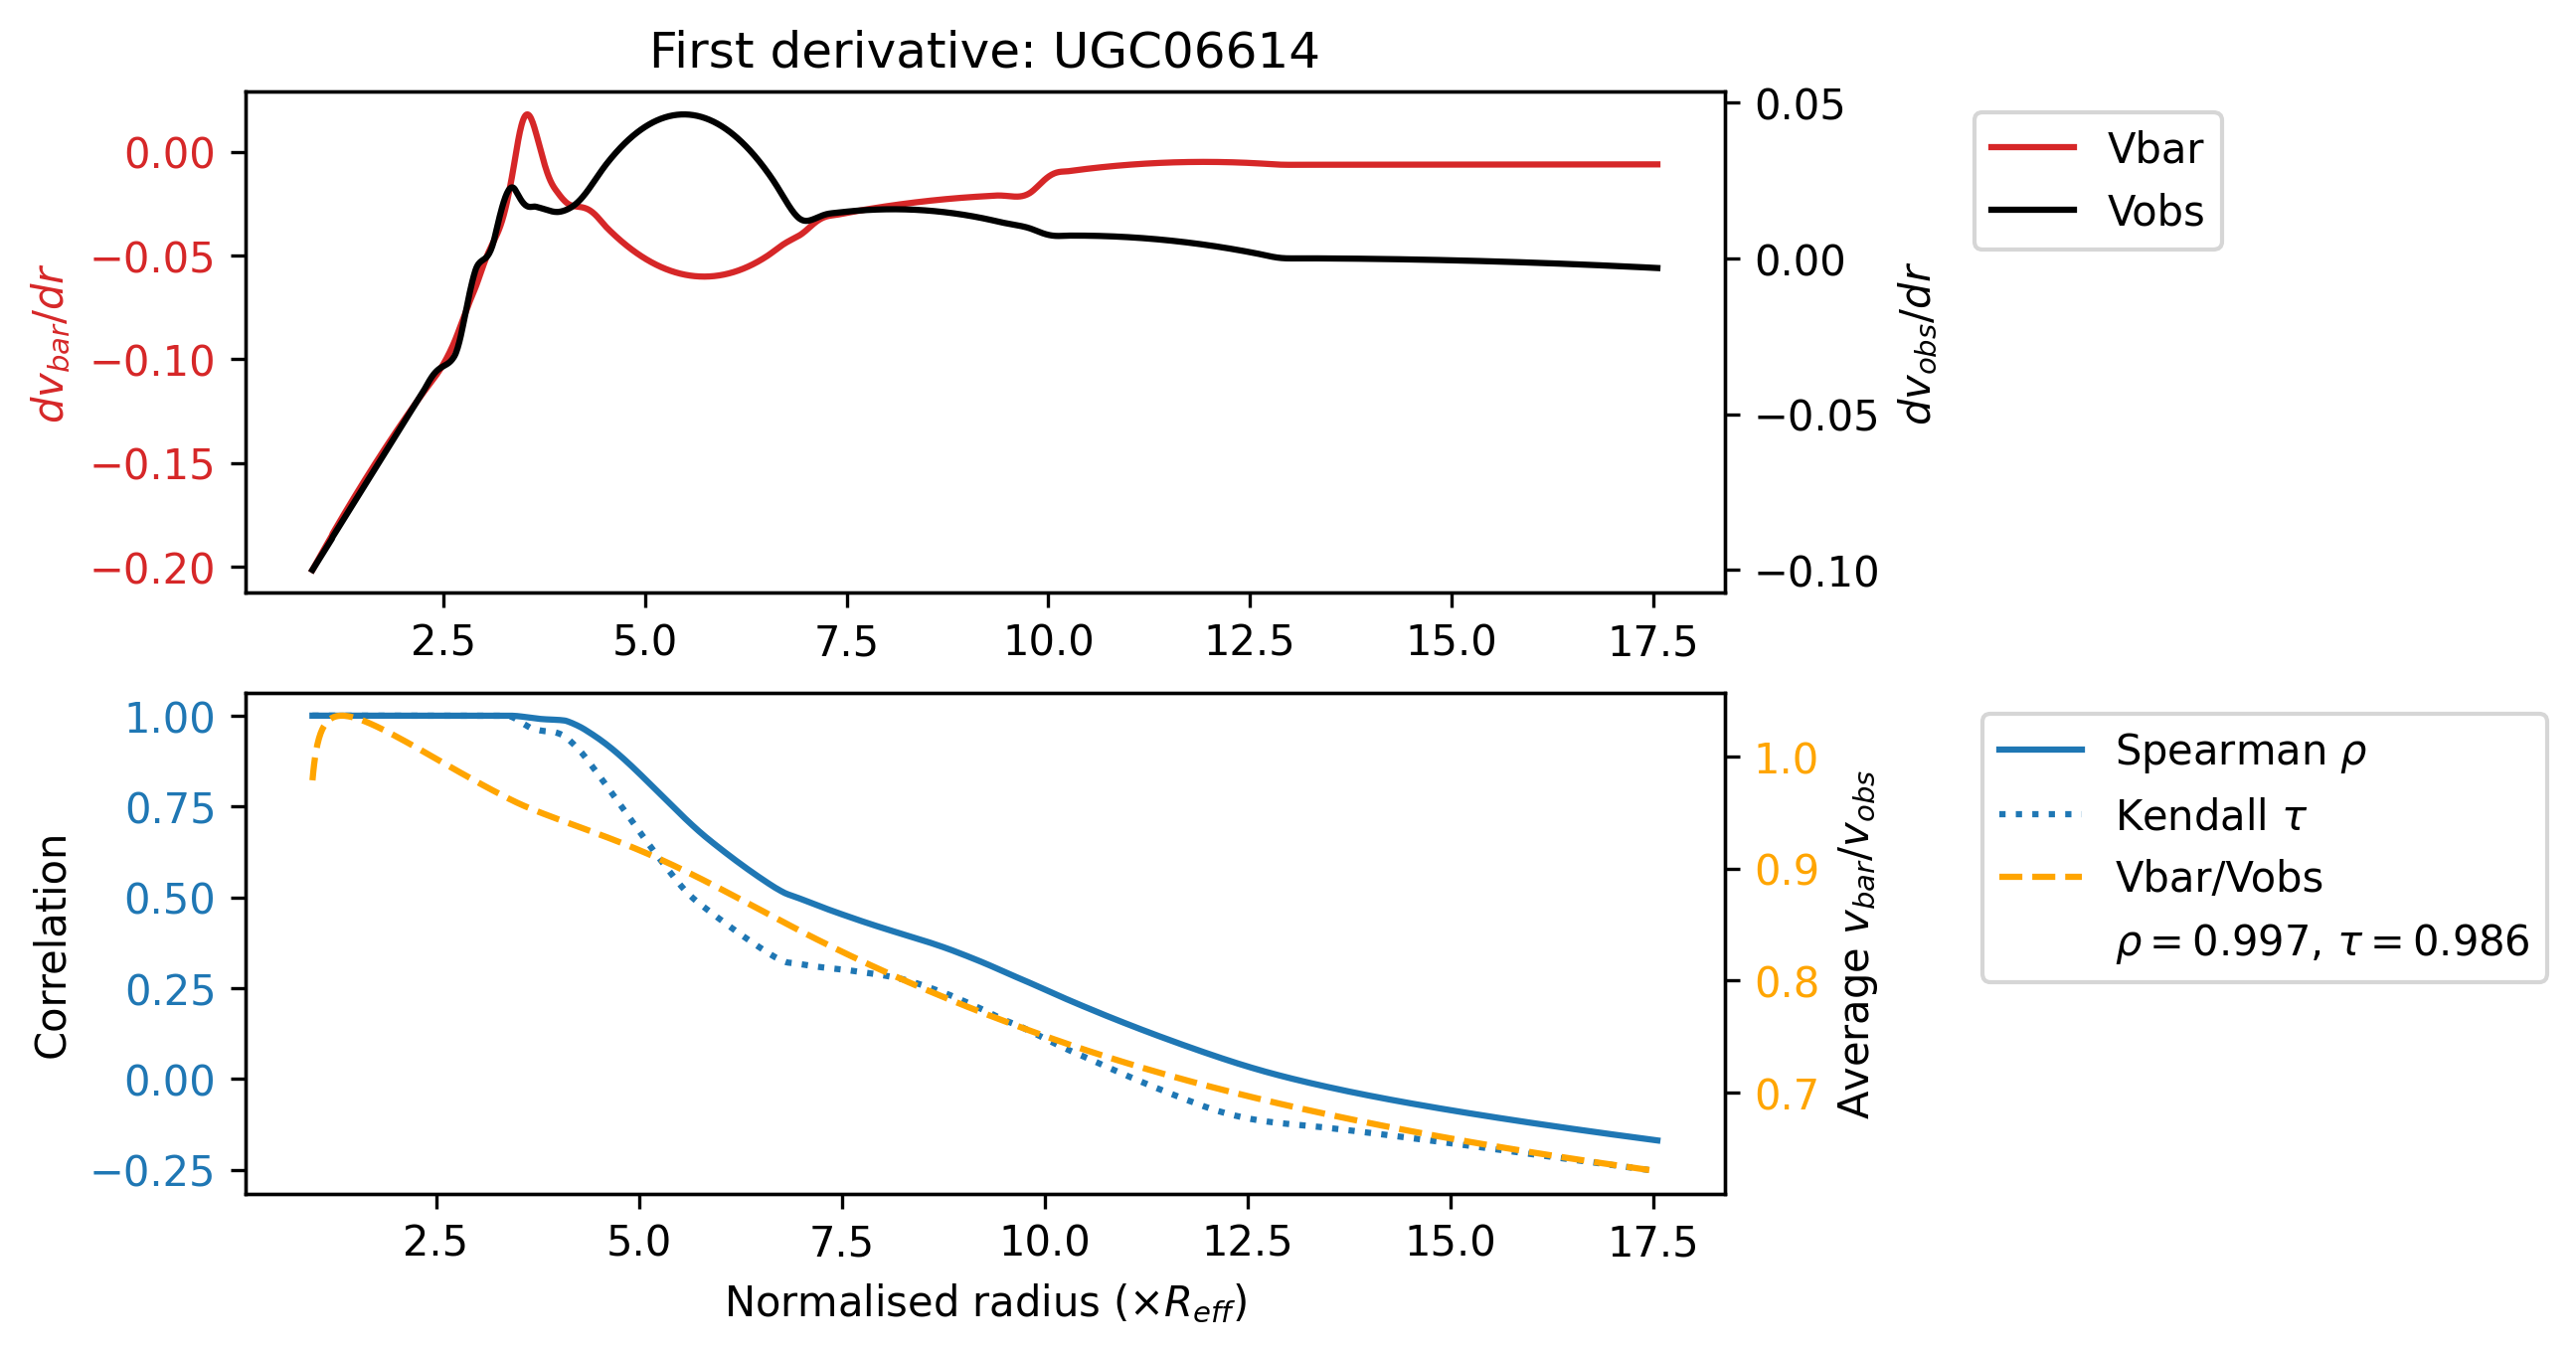 First derivative: UGC06614
0.00
−0.05
−0.10
−0.15
−0.20
dv_bar/dr
0.05
0.00
−0.05
−0.10
dv_obs/dr
Vbar
Vobs
2.5 5.0 7.5 10.0 12.5 15.0 17.5
1.00
0.75
0.50
0.25
0.00
−0.25
Correlation
1.0
0.9
0.8
0.7
Average v_bar/v_obs
Spearman ρ
Kendall τ
Vbar/Vobs
ρ = 0.997, τ = 0.986
2.5 5.0 7.5 10.0 12.5 15.0 17.5
Normalised radius (×R_eff)